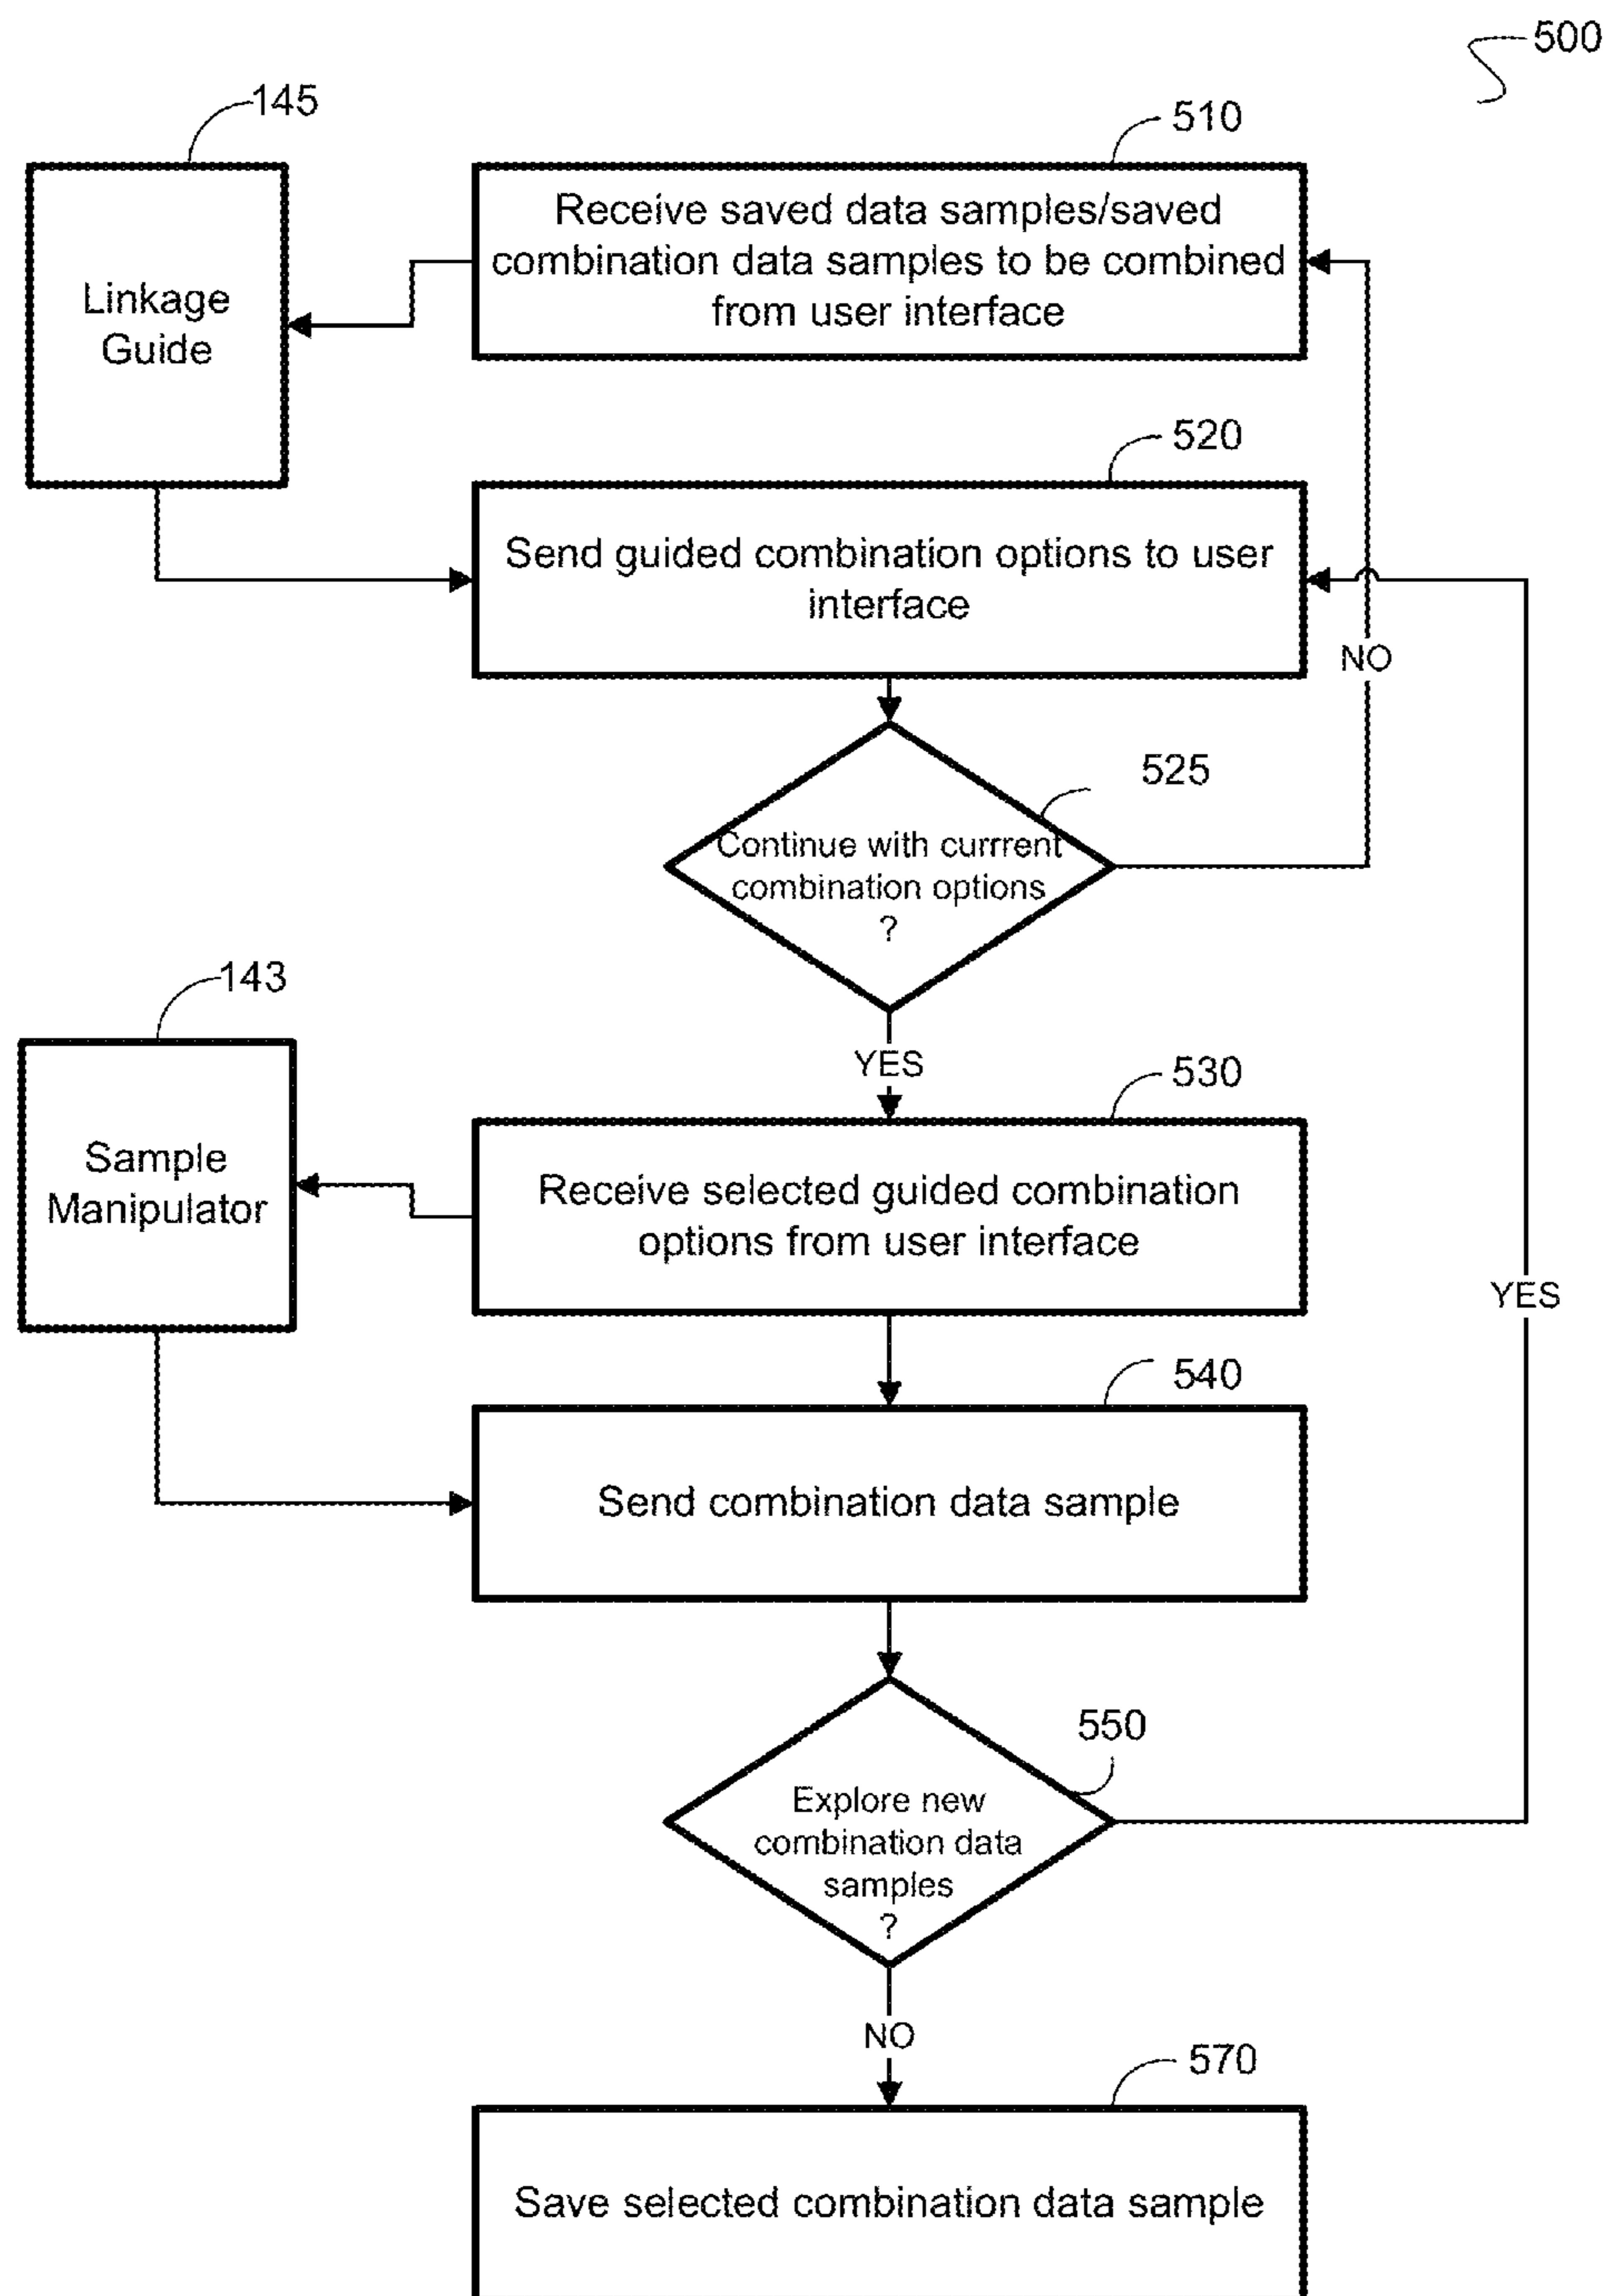 500
145
510
Receive saved data samples/saved
combination data samples to be combined
from user interface
Linkage
Guide
520
Send guided combination options to user
interface
NO
525
Continue with currrent
combination options
?
143
YES
530
Sample
Manipulator
Receive selected guided combination
options from user interface
YES
540
Send combination data sample
550
Explore new
combination data
samples
?
NO
570
Save selected combination data sample